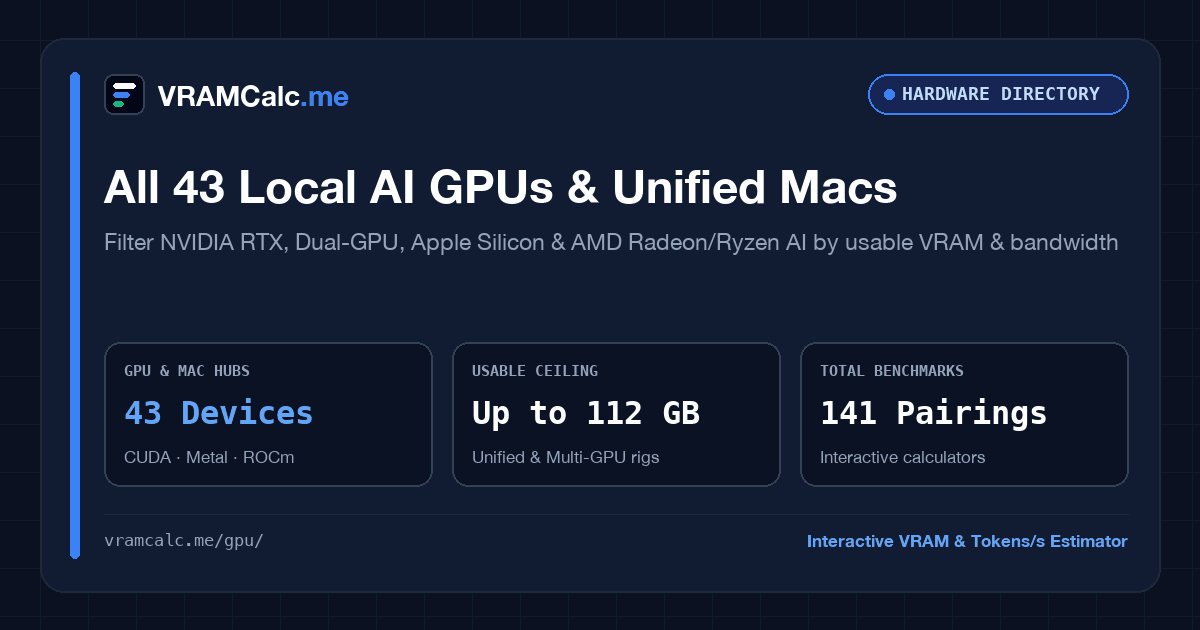 VRAMCalc.me
HARDWARE DIRECTORY
All 43 Local AI GPUs & Unified Macs
Filter NVIDIA RTX, Dual-GPU, Apple Silicon & AMD Radeon/Ryzen AI by usable VRAM & bandwidth
GPU & MAC HUBS
43 Devices
CUDA · Metal · ROCm
USABLE CEILING
Up to 112 GB
Unified & Multi-GPU rigs
TOTAL BENCHMARKS
141 Pairings
Interactive calculators
vramcalc.me/gpu/
Interactive VRAM & Tokens/s Estimator